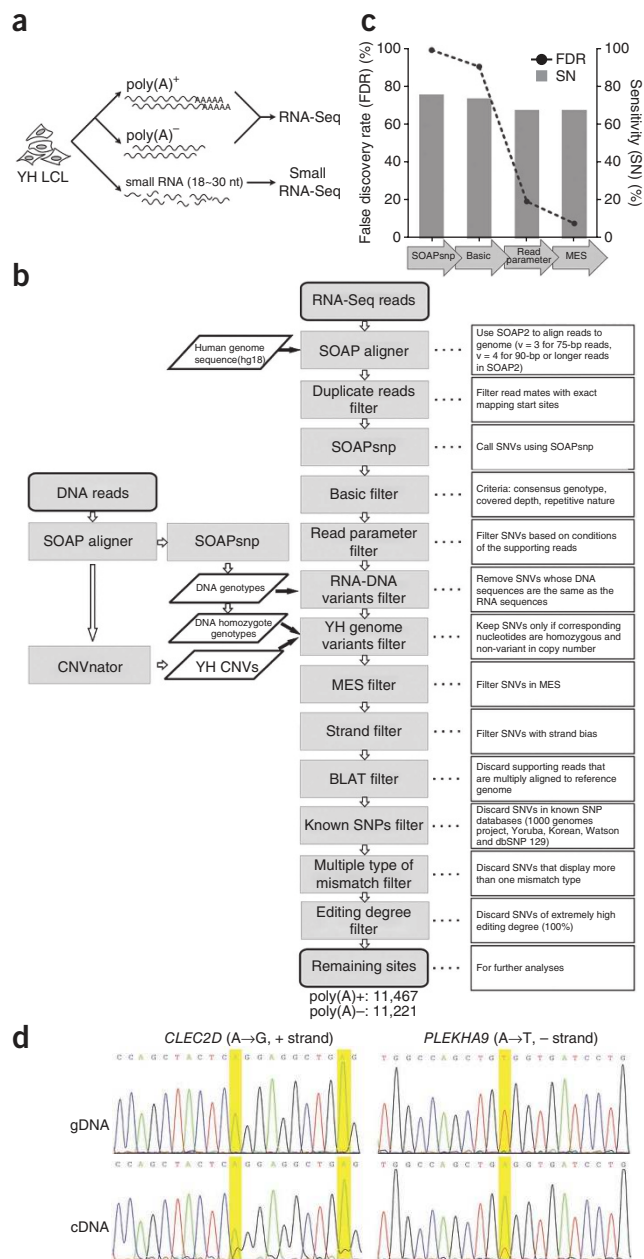 a
poly(A)+
AAAAA
AAAAA
poly(A)−
YH LCL
small RNA (18~30 nt)
RNA-Seq
Small
RNA-Seq
c
False discovery rate (FDR) (%)
100
80
60
40
20
0
FDR
SN
100
80
60
40
20
0
Sensitivity (SN) (%)
SOAPsnp
Basic
Read
parameter
MES
b
RNA-Seq reads
Human genome
sequence(hg18)
SOAP aligner
Use SOAP2 to align reads to
genome (v = 3 for 75-bp reads,
v = 4 for 90-bp or longer reads
in SOAP2)
Duplicate reads
filter
Filter read mates with exact
mapping start sites
SOAPsnp
Call SNVs using SOAPsnp
DNA reads
Basic filter
Criteria: consensus genotype,
covered depth, repetitive nature
SOAP aligner
SOAPsnp
Read parameter
filter
Filter SNVs based on conditions
of the supporting reads
DNA genotypes
RNA-DNA
variants filter
Remove SNVs whose DNA
sequences are the same as the
RNA sequences
DNA homozygote
genotypes
YH genome
variants filter
Keep SNVs only if corresponding
nucleotides are homozygous and
non-variant in copy number
CNVnator
YH CNVs
MES filter
Filter SNVs in MES
Strand filter
Filter SNVs with strand bias
BLAT filter
Discard supporting reads that
are multiply aligned to reference
genome
Known SNPs filter
Discard SNVs in known SNP
databases (1000 genomes
project, Yoruba, Korean, Watson
and dbSNP 129)
Multiple type of
mismatch filter
Discard SNVs that display more
than one mismatch type
Editing degree
filter
Discard SNVs of extremely high
editing degree (100%)
Remaining sites
For further analyses
poly(A)+: 11,467
poly(A)−: 11,221
d
CLEC2D (A→G, + strand)
PLEKHA9 (A→T, − strand)
C C A G C T A C T C A G G A G G C T G A G
T G G C C A G C T G T G G T G A T C C T G
gDNA
C C A G C T A C T C A G G A G G C T G A G
T G G C C A G C T G A G G T G A T C C T G
cDNA